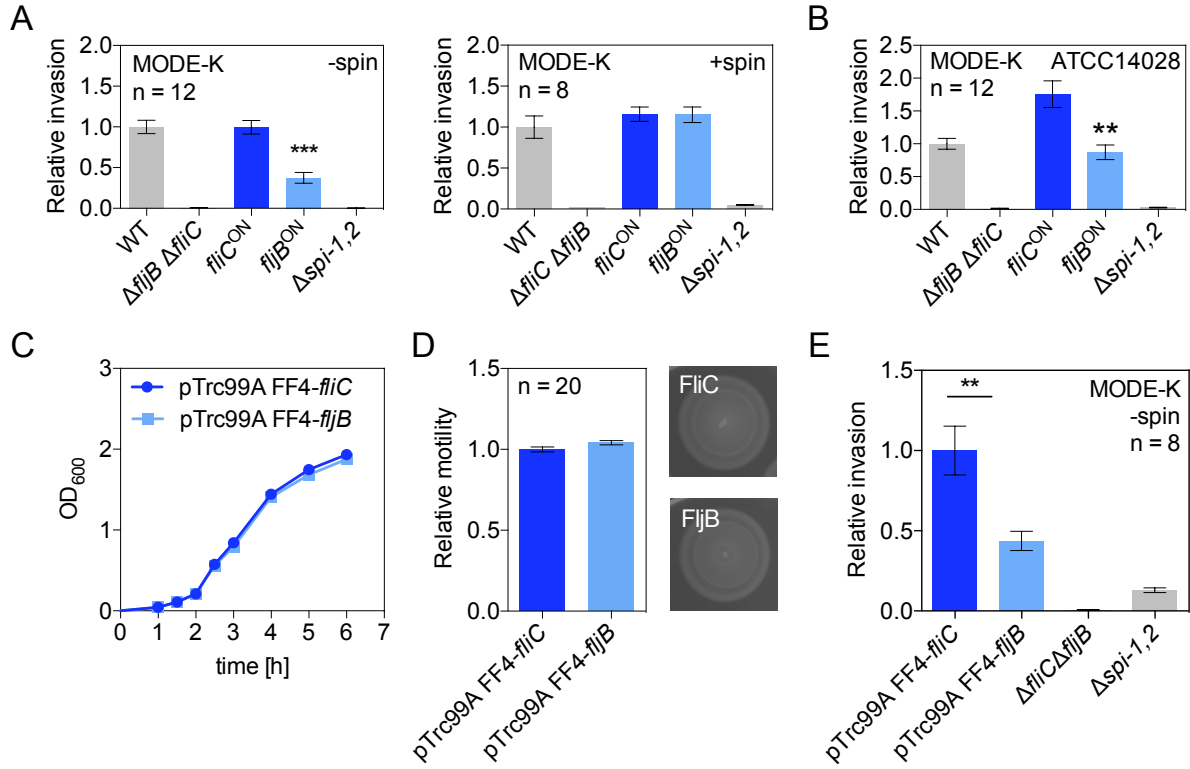 A
Relative invasion
2.0
1.5
1.0
0.5
0.0
MODE-K
n = 12
-spin
***
WT
ΔfljB ΔfliC
fliCON
fljBON
Δspi-1,2
Relative invasion
2.0
1.5
1.0
0.5
0.0
MODE-K
n = 8
+spin
WT
ΔfliC ΔfljB
fliCON
fljBON
Δspi-1,2
B
Relative invasion
2.5
2.0
1.5
1.0
0.5
0.0
MODE-K
n = 12
ATCC14028
**
WT
ΔfljB ΔfliC
fliCON
fljBON
Δspi-1,2
C
OD600
3
2
1
0
pTrc99A FF4-fliC
pTrc99A FF4-fljB
0 1 2 3 4 5 6 7
time [h]
D
Relative motility
1.5
1.0
0.5
0.0
n = 20
pTrc99A FF4-fliC
pTrc99A FF4-fljB
FliC
FljB
E
Relative invasion
1.5
1.0
0.5
0.0
**
MODE-K
-spin
n = 8
pTrc99A FF4-fliC
pTrc99A FF4-fljB
ΔfliCΔfljB
Δspi-1,2